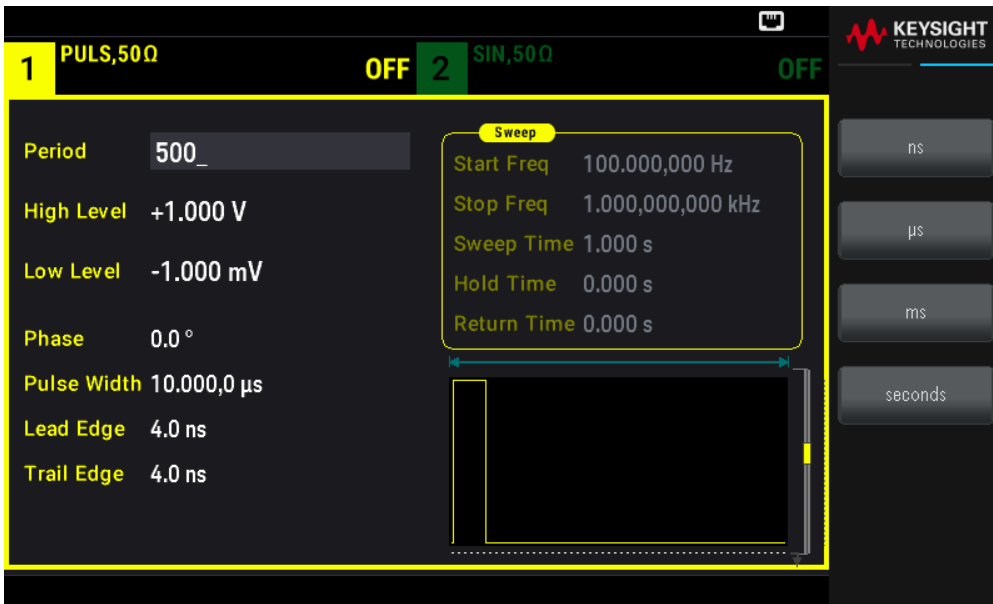 KEYSIGHT
TECHNOLOGIES
1 PULS,50Ω OFF
2 SIN,50Ω OFF
Period 500_
High Level +1.000 V
Low Level -1.000 mV
Phase 0.0 °
Pulse Width 10.000,0 µs
Lead Edge 4.0 ns
Trail Edge 4.0 ns
Sweep
Start Freq 100.000,000 Hz
Stop Freq 1.000,000,000 kHz
Sweep Time 1.000 s
Hold Time 0.000 s
Return Time 0.000 s
ns
µs
ms
seconds